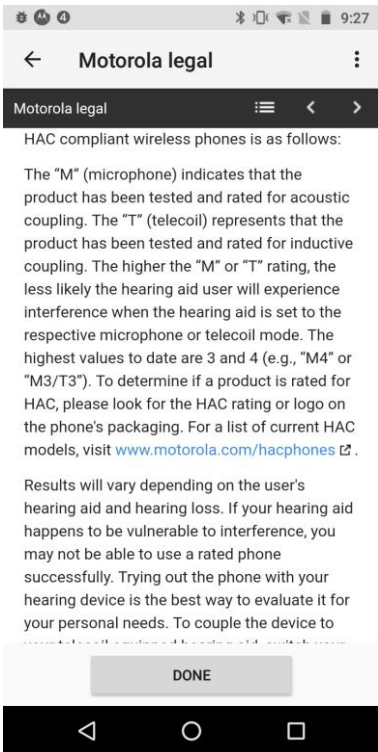 9:27
Motorola legal
Motorola legal
HAC compliant wireless phones is as follows:
The “M” (microphone) indicates that the
product has been tested and rated for acoustic
coupling. The “T” (telecoil) represents that the
product has been tested and rated for inductive
coupling. The higher the “M” or “T” rating, the
less likely the hearing aid user will experience
interference when the hearing aid is set to the
respective microphone or telecoil mode. The
highest values to date are 3 and 4 (e.g., “M4” or
“M3/T3”). To determine if a product is rated for
HAC, please look for the HAC rating or logo on
the phone's packaging. For a list of current HAC
models, visit www.motorola.com/hacphones .
Results will vary depending on the user's
hearing aid and hearing loss. If your hearing aid
happens to be vulnerable to interference, you
may not be able to use a rated phone
successfully. Trying out the phone with your
hearing device is the best way to evaluate it for
your personal needs. To couple the device to
DONE